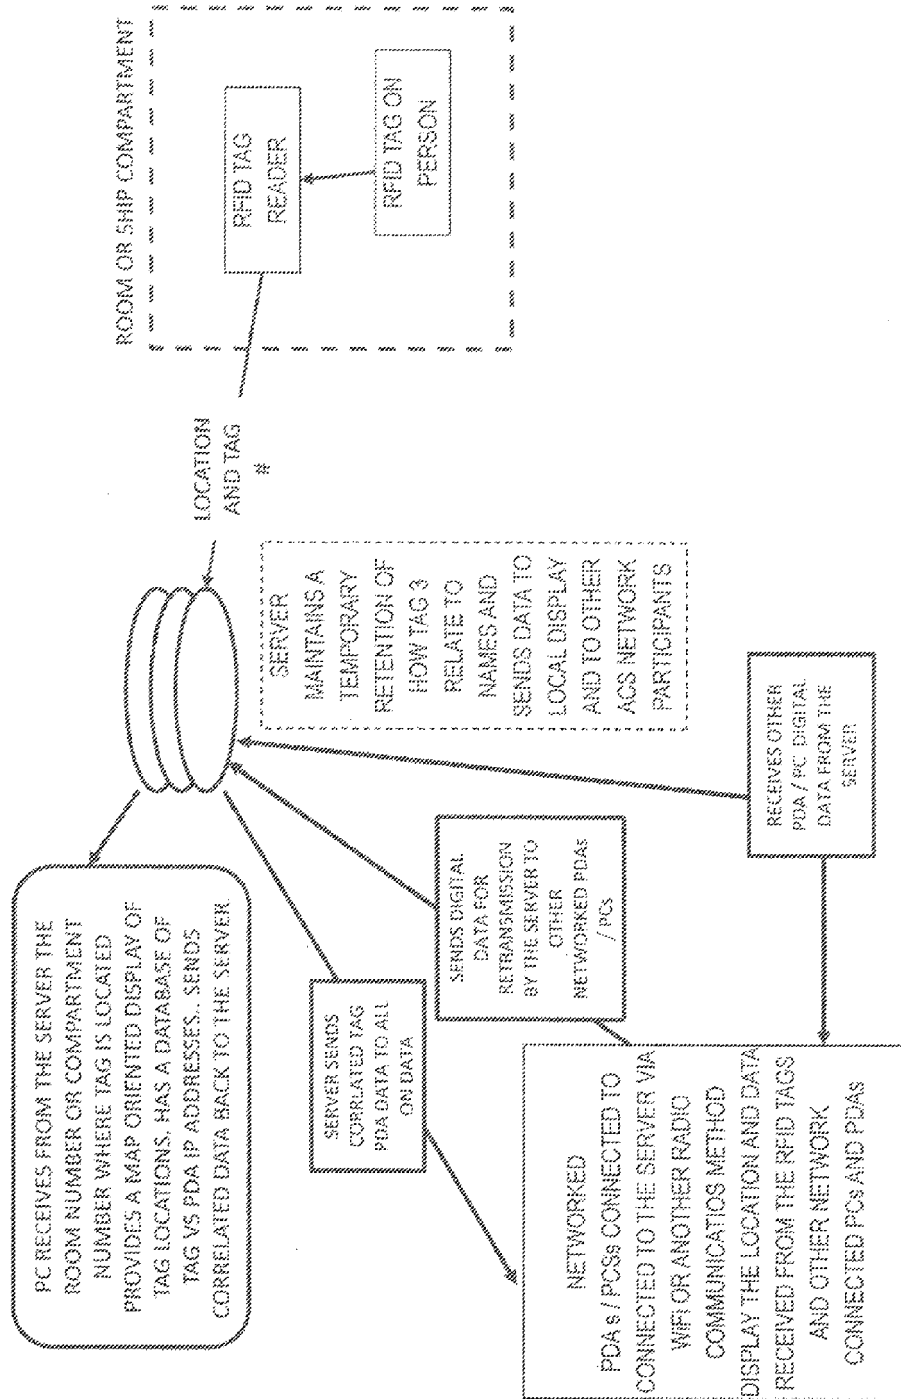 ROOM OR SHIP COMPARTMENT
RFID TAG
READER
RFID TAG ON
PERSON
LOCATION
AND TAG
#
SERVER
MAINTAINS A
TEMPORARY
RETENTION OF
HOW TAG 3
RELATE TO
NAMES AND
SENDS DATA TO
LOCAL DISPLAY
AND TO OTHER
ACS NETWORK
PARTICIPANTS
PC RECEIVES FROM THE SERVER THE
ROOM NUMBER OR COMPARTMENT
NUMBER WHERE TAG IS LOCATED
PROVIDES A MAP ORIENTED DISPLAY OF
TAG LOCATIONS. HAS A DATABASE OF
TAG VS PDA IP ADDRESSES.. SENDS
CORRELATED DATA BACK TO THE SERVER
SERVER SENDS
CORRLATED TAG
PDA DATA TO ALL
ON DATA
SENDS DIGITAL
DATA FOR
RETRANSMISSION
BY THE SERVER TO
OTHER
NETWORKED PDAs
/ PCs
RECEIVES OTHER
PDA / PC DIGITAL
DATA FROM THE
SERVER
NETWORKED
PDA s / PCSs CONNECTED TO
CONNECTED TO THE SERVER VIA
WIFI OR ANOTHER RADIO
COMMUNICATIOS METHOD
DISPLAY THE LOCATION AND DATA
RECEIVED FROM THE RFID TAGS
AND OTHER NETWORK
CONNECTED PCs AND PDAs